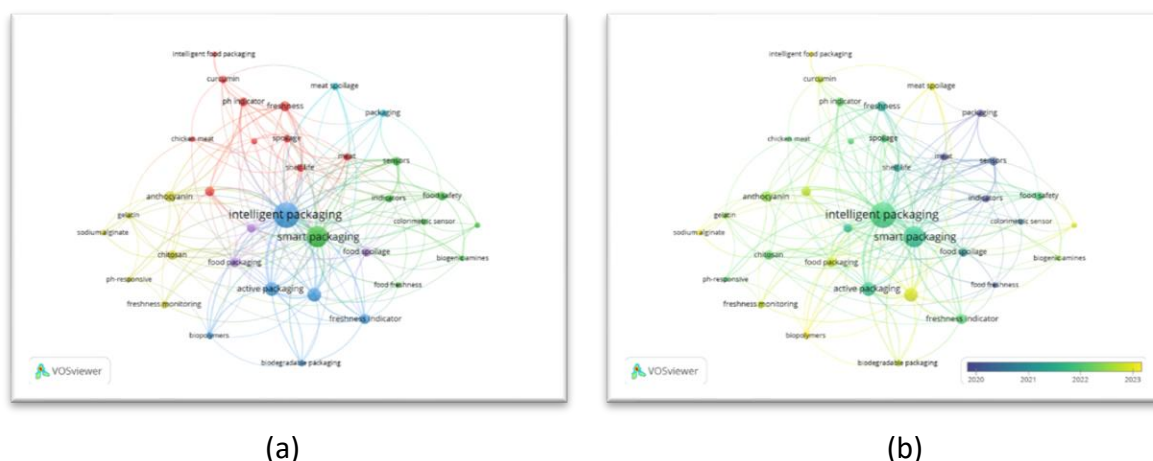 intelligent food packaging
curcumin
meat spoilage
ph indicator
freshness
packaging
chicken meat
spoilage
meat
sensors
shelf life
anthocyanin
indicators
food safety
gelatin
intelligent packaging
colorimetric sensor
sodium alginate
smart packaging
chitosan
food packaging
food spoilage
biogenic amines
ph-responsive
active packaging
food freshness
freshness monitoring
freshness indicator
biopolymers
biodegradable packaging
VOSviewer
(a)
intelligent food packaging
curcumin
meat spoilage
ph indicator
freshness
packaging
chicken meat
spoilage
meat
sensors
shelf life
anthocyanin
indicators
food safety
gelatin
intelligent packaging
colorimetric sensor
sodium alginate
smart packaging
chitosan
food packaging
food spoilage
biogenic amines
ph-responsive
active packaging
food freshness
freshness monitoring
freshness indicator
biopolymers
biodegradable packaging
VOSviewer
2020 2021 2022 2023
(b)